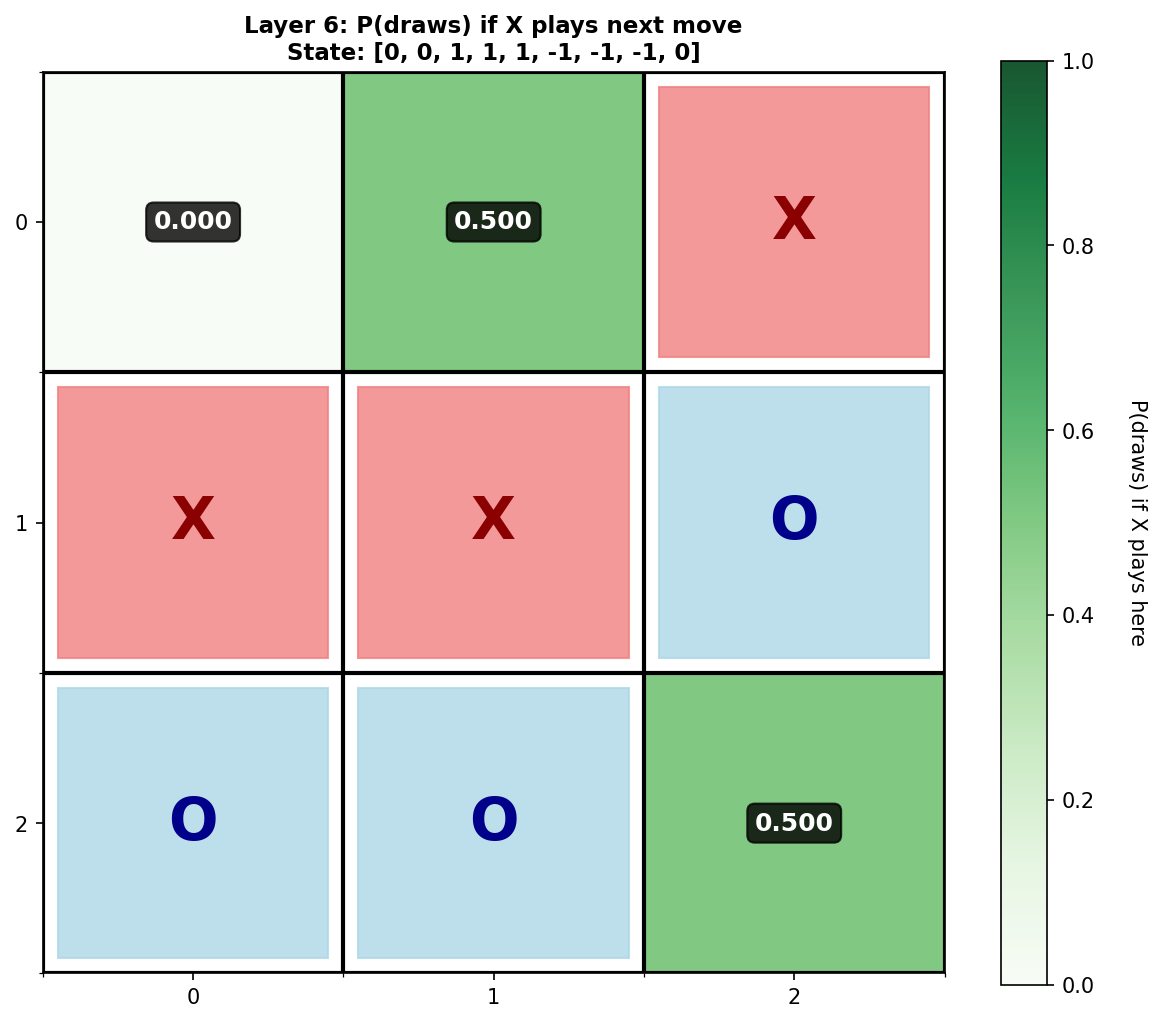 Layer 6: P(draws) if X plays next move
State: [0, 0, 1, 1, 1, -1, -1, -1, 0]
0.000
0.500
X
X
X
O
O
O
0.500
0
1
2
0
1
2
1.0
0.8
0.6
0.4
0.2
0.0
P(draws) if X plays here